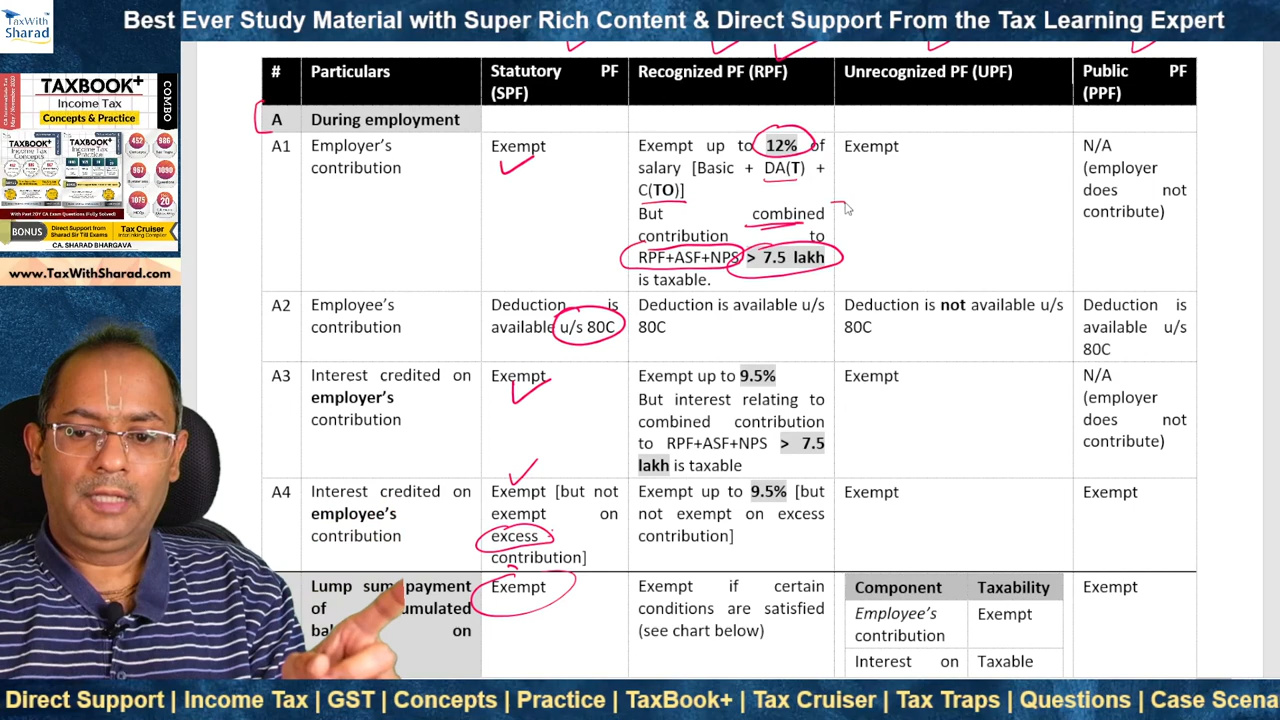 Best Ever Study Material with Super Rich Content & Direct Support From the Tax Learning Expert
TaxWith
Sharad
TAXBOOK+
Income Tax
Concepts & Practice
COMBO
TAXBOOK+
TAXBOOK+
BONUS
Direct Support from
Sharad Sir Till Exams
Tax Cruiser
CA. SHARAD BHARGAVA
www.TaxWithSharad.com
# Particulars Statutory PF (SPF) Recognized PF (RPF) Unrecognized PF (UPF) Public PF (PPF)
A During employment
A1
Employer's
contribution
Exempt
Exempt up to 12% of
salary [Basic + DA(T) +
C(TO)]
But combined
contribution to
RPF+ASF+NPS > 7.5 lakh
is taxable.
Exempt
N/A
(employer
does not
contribute)
A2
Employee's
contribution
Deduction is
available u/s 80C
Deduction is available u/s
80C
Deduction is not available u/s
80C
Deduction is
available u/s
80C
A3
Interest credited on
employer's
contribution
Exempt
Exempt up to 9.5%
But interest relating to
combined contribution
to RPF+ASF+NPS > 7.5
lakh is taxable
Exempt
N/A
(employer
does not
contribute)
A4
Interest credited on
employee's
contribution
Exempt [but not
exempt on
excess
contribution]
Exempt up to 9.5% [but
not exempt on excess
contribution]
Exempt
Exempt
Lump sum payment
of
on
Exempt
Exempt if certain
conditions are satisfied
(see chart below)
Component Taxability
Employee's
contribution
Exempt
Interest on Taxable
Exempt
Direct Support | Income Tax | GST | Concepts | Practice | TaxBook+ | Tax Cruiser | Tax Traps | Questions | Case Scena